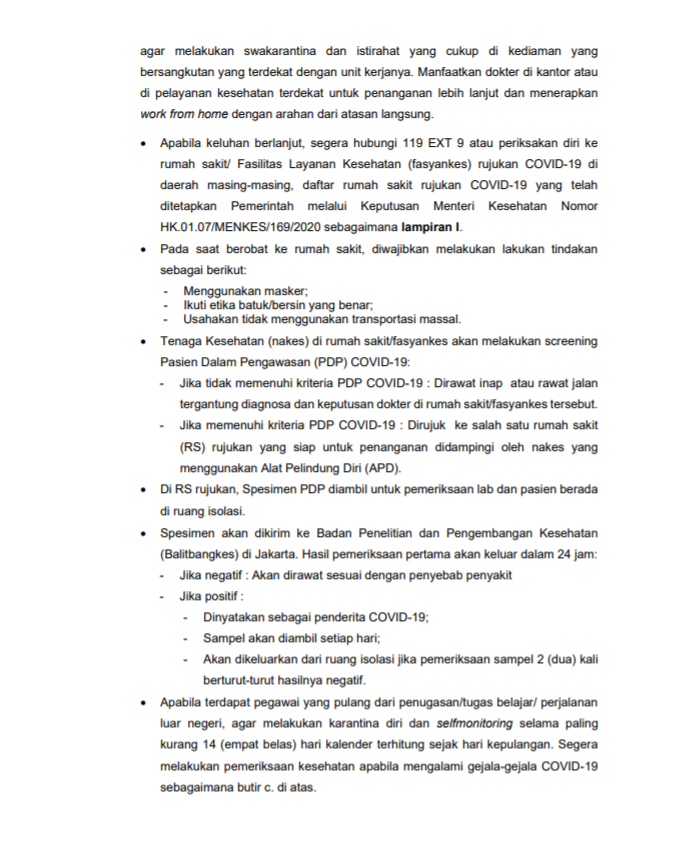 agar melakukan swakarantina dan istirahat yang cukup di kediaman yang
bersangkutan yang terdekat dengan unit kerjanya. Manfaatkan dokter di kantor atau
di pelayanan kesehatan terdekat untuk penanganan lebih lanjut dan menerapkan
work from home dengan arahan dari atasan langsung.
• Apabila keluhan berlanjut, segera hubungi 119 EXT 9 atau periksakan diri ke
rumah sakit/ Fasilitas Layanan Kesehatan (fasyankes) rujukan COVID-19 di
daerah masing-masing, daftar rumah sakit rujukan COVID-19 yang telah
ditetapkan Pemerintah melalui Keputusan Menteri Kesehatan Nomor
HK.01.07/MENKES/169/2020 sebagaimana lampiran I.
• Pada saat berobat ke rumah sakit, diwajibkan melakukan lakukan tindakan
sebagai berikut:
- Menggunakan masker;
- Ikuti etika batuk/bersin yang benar;
- Usahakan tidak menggunakan transportasi massal.
• Tenaga Kesehatan (nakes) di rumah sakit/fasyankes akan melakukan screening
Pasien Dalam Pengawasan (PDP) COVID-19:
- Jika tidak memenuhi kriteria PDP COVID-19 : Dirawat inap atau rawat jalan
tergantung diagnosa dan keputusan dokter di rumah sakit/fasyankes tersebut.
- Jika memenuhi kriteria PDP COVID-19 : Dirujuk ke salah satu rumah sakit
(RS) rujukan yang siap untuk penanganan didampingi oleh nakes yang
menggunakan Alat Pelindung Diri (APD).
• Di RS rujukan, Spesimen PDP diambil untuk pemeriksaan lab dan pasien berada
di ruang isolasi.
• Spesimen akan dikirim ke Badan Penelitian dan Pengembangan Kesehatan
(Balitbangkes) di Jakarta. Hasil pemeriksaan pertama akan keluar dalam 24 jam:
- Jika negatif : Akan dirawat sesuai dengan penyebab penyakit
- Jika positif :
- Dinyatakan sebagai penderita COVID-19;
- Sampel akan diambil setiap hari;
- Akan dikeluarkan dari ruang isolasi jika pemeriksaan sampel 2 (dua) kali
berturut-turut hasilnya negatif.
• Apabila terdapat pegawai yang pulang dari penugasan/tugas belajar/ perjalanan
luar negeri, agar melakukan karantina diri dan selfmonitoring selama paling
kurang 14 (empat belas) hari kalender terhitung sejak hari kepulangan. Segera
melakukan pemeriksaan kesehatan apabila mengalami gejala-gejala COVID-19
sebagaimana butir c. di atas.